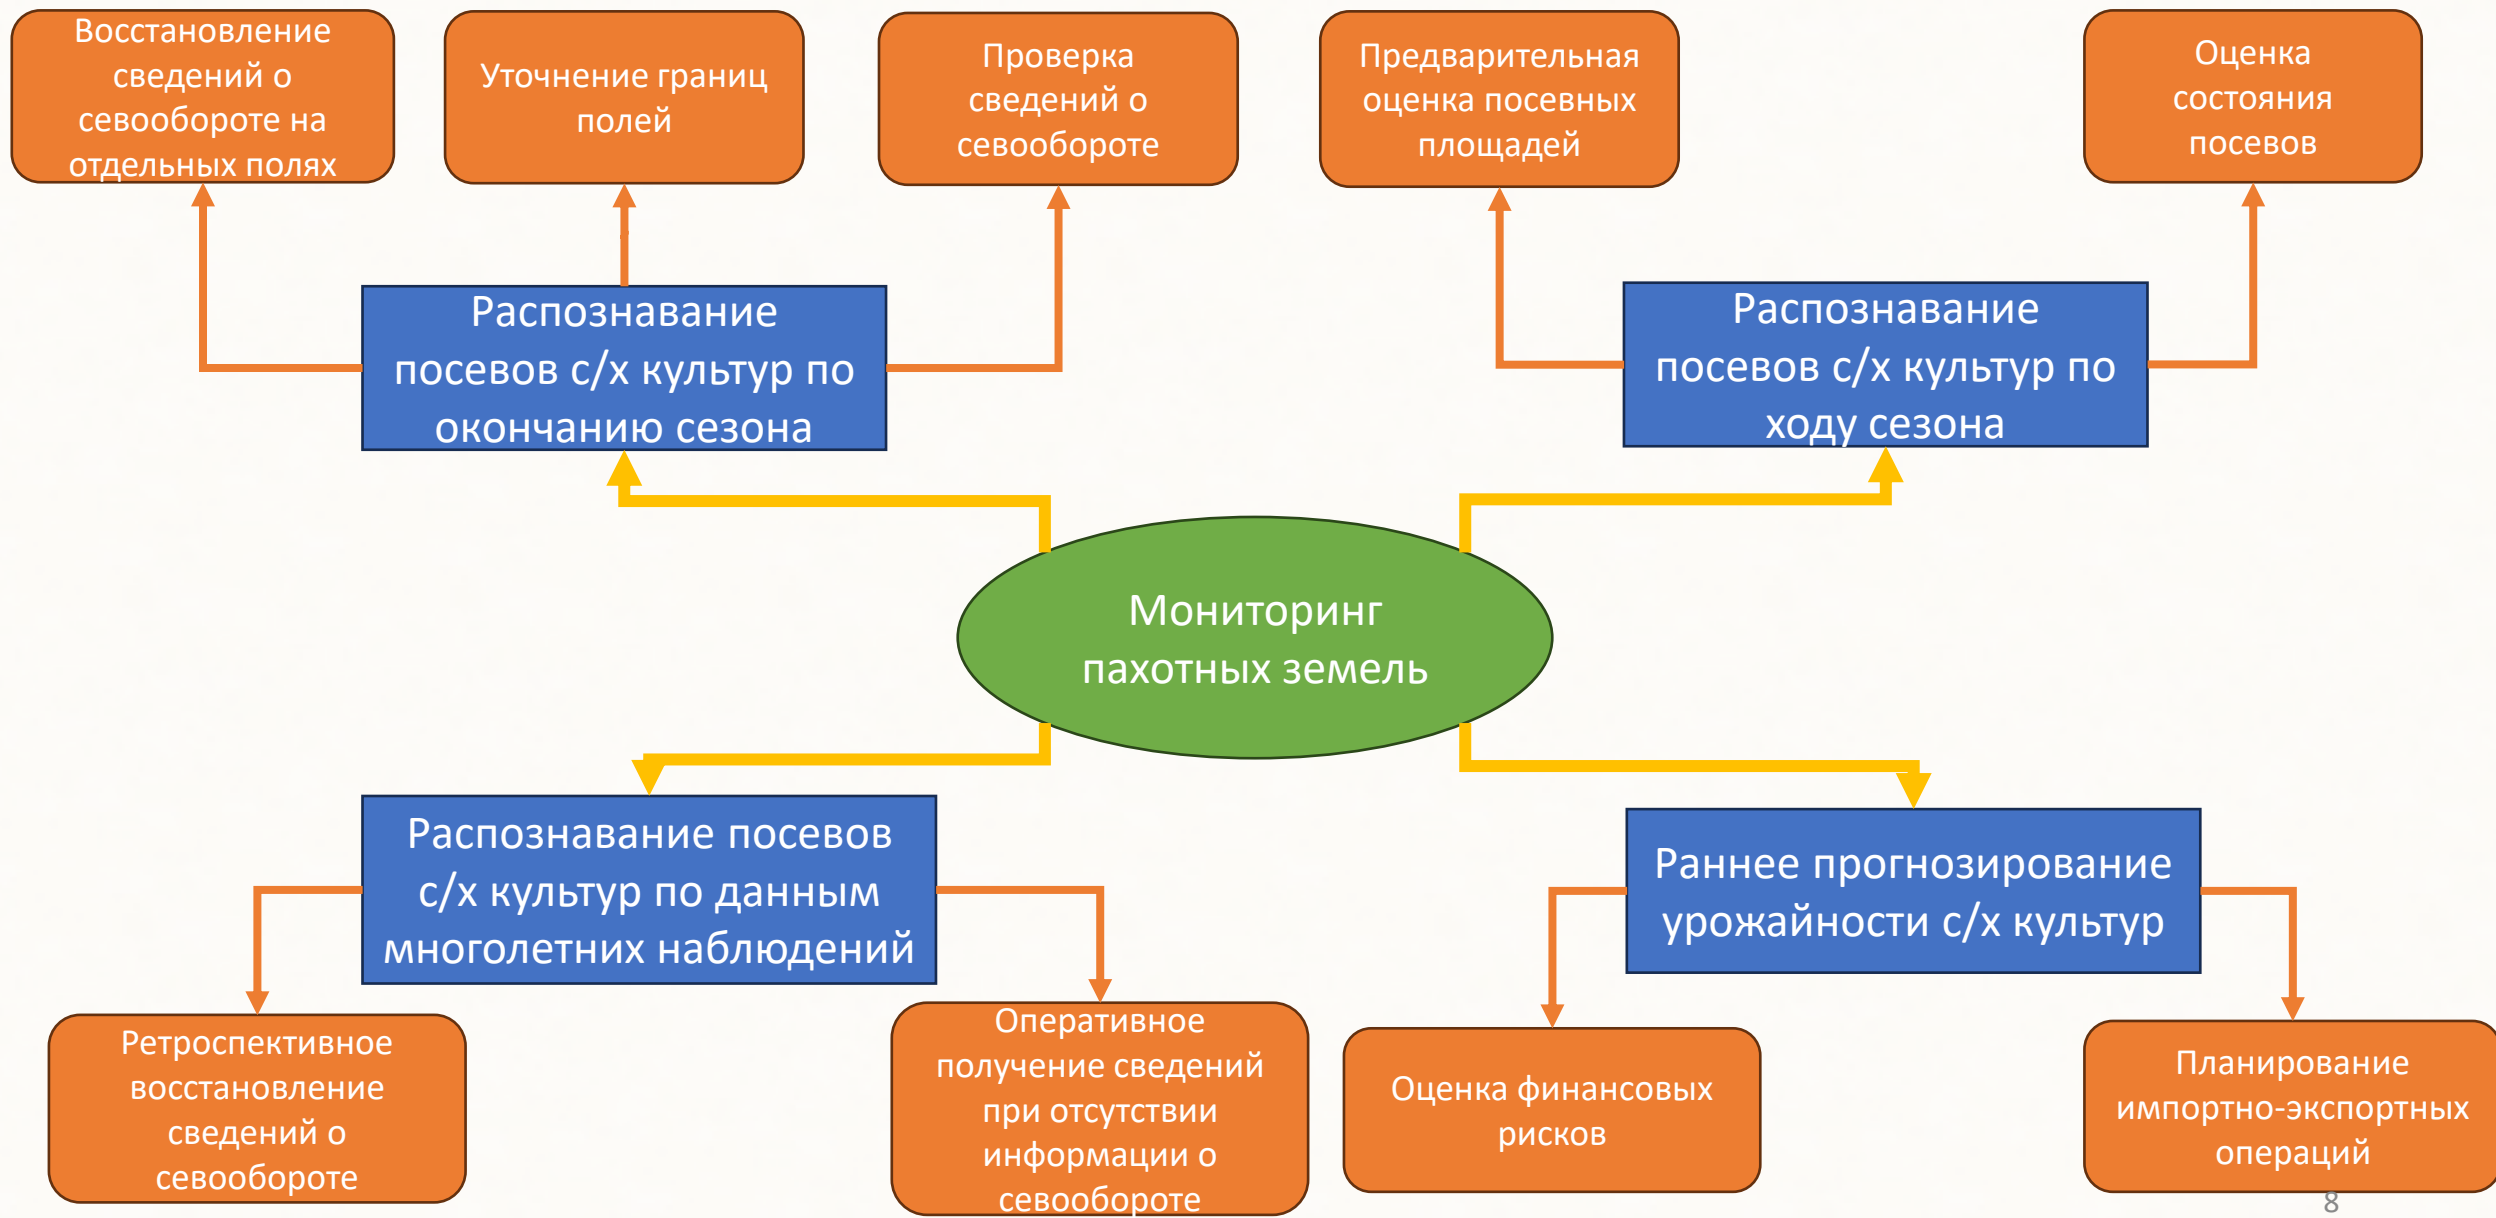 Восстановление
сведений о
севообороте на
отдельных полях
Уточнение границ
полей
Проверка
сведений о
севообороте
Предварительная
оценка посевных
площадей
Оценка
состояния
посевов
Распознавание
посевов с/х культур по
окончанию сезона
Распознавание
посевов с/х культур по
ходу сезона
Мониторинг
пахотных земель
Распознавание посевов
с/х культур по данным
многолетних наблюдений
Раннее прогнозирование
урожайности с/х культур
Ретроспективное
восстановление
сведений о
севообороте
Оперативное
получение сведений
при отсутствии
информации о
севообороте
Оценка финансовых
рисков
Планирование
импортно-экспортных
операций
8